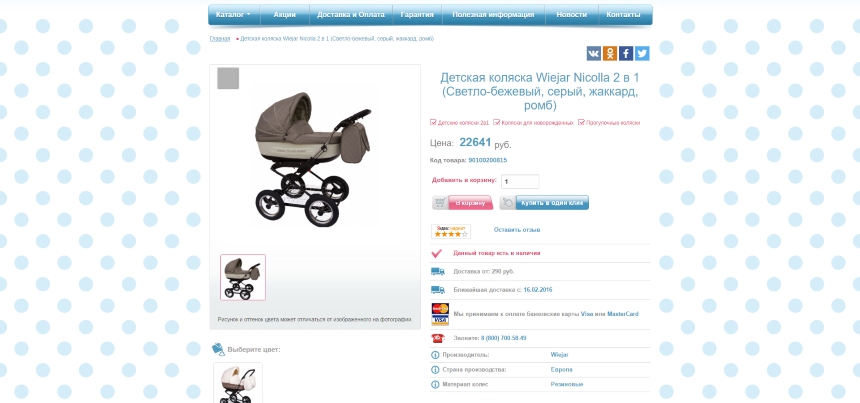 Каталог Акции Доставка и Оплата Гарантия Полезная информация Новости Контакты
Главная Детская коляска Wiejar Nicolla 2 в 1 (Светло-бежевый, серый, жаккард, ромб)
Детская коляска Wiejar Nicolla 2 в 1
(Светло-бежевый, серый, жаккард,
ромб)
Детские коляски 2в1 Коляски для новорожденных Прогулочные коляски
Цена: 22641 руб.
Код товара: 90100200815
Добавить в корзину: 1
В корзину Купить в один клик
Оставить отзыв
Данный товар есть в наличии
Доставка от: 290 руб.
Ближайшая доставка с: 16.02.2016
MasterCard
VISA
Мы принимаем к оплате банковские карты Visa или MasterCard
Звоните: 8 (800) 700-58-49
Рисунок и оттенок цвета может отличаться от изображенного на фотографии.
Выберите цвет:
Производитель: Wiejar
Страна производства: Европа
Материал колес Резиновые